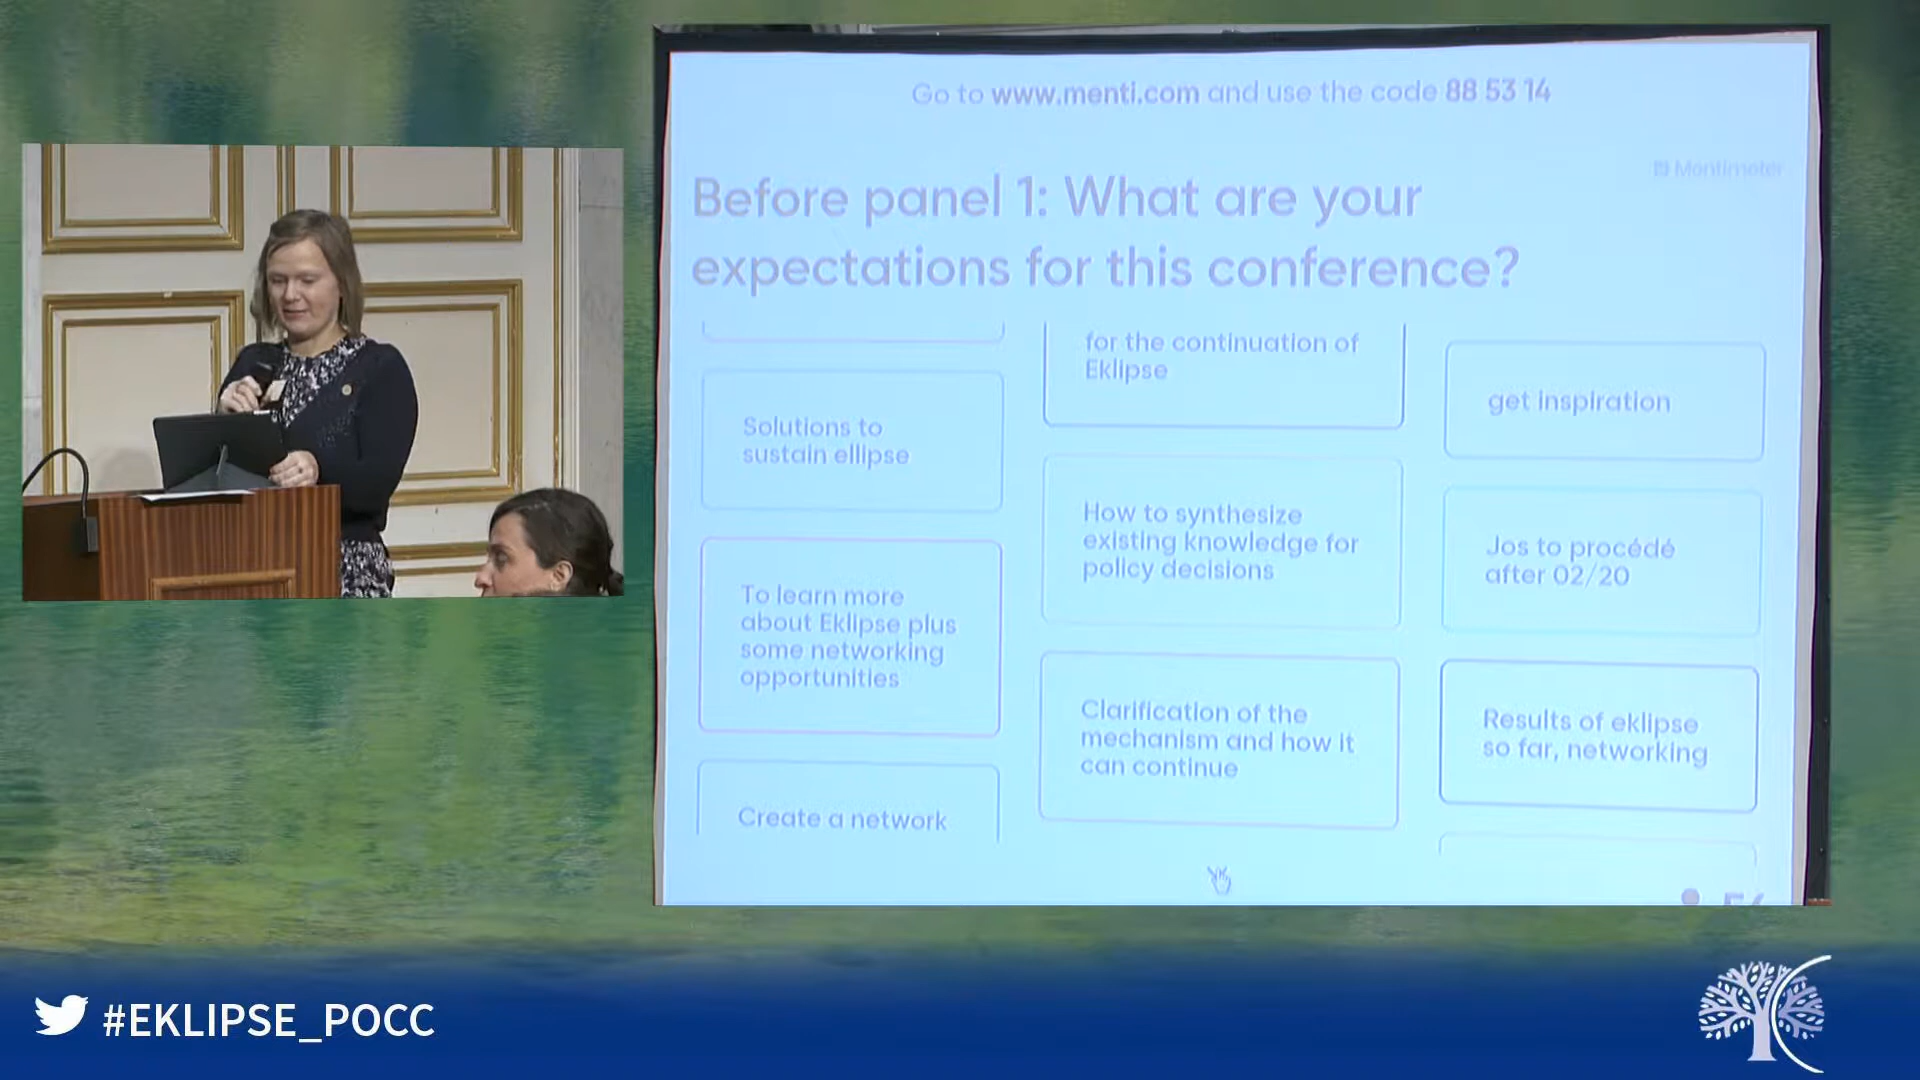 Go to www.menti.com and use the code 88 53 14
Mentimeter
Before panel 1: What are your
expectations for this conference?
Solutions to
sustain ellipse
To learn more
about Eklipse plus
some networking
opportunities
Create a network
for the continuation of
Eklipse
How to synthesize
existing knowledge for
policy decisions
Clarification of the
mechanism and how it
can continue
get inspiration
Jos to procédé
after 02/20
Results of eklipse
so far, networking
#EKLIPSE_POCC